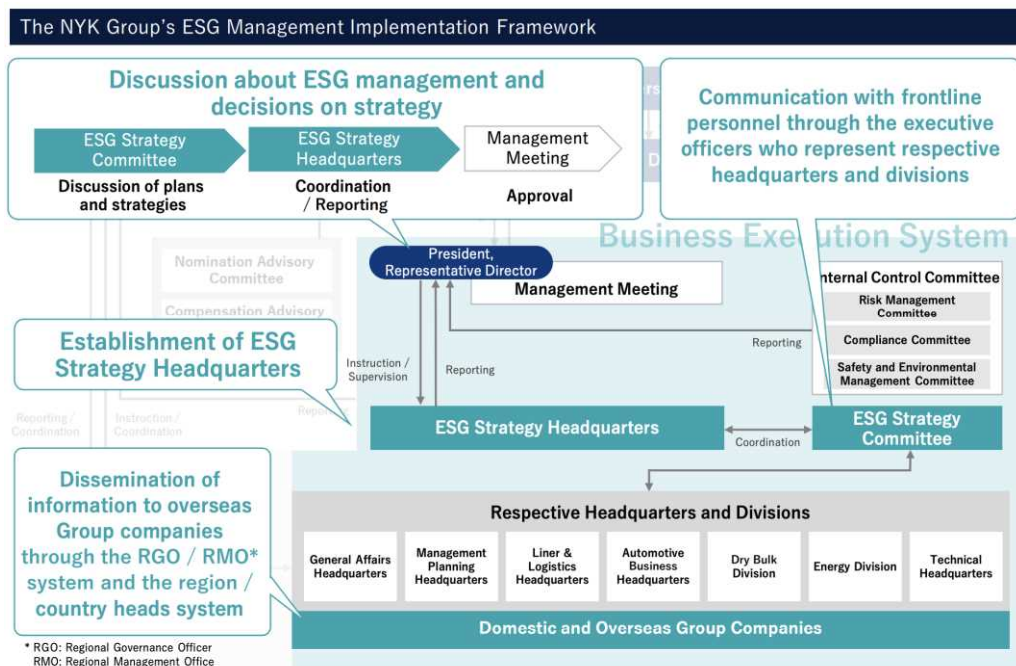 The NYK Group's ESG Management Implementation Framework
Discussion about ESG management and
decisions on strategy
ESG Strategy
Committee
ESG Strategy
Headquarters
Management
Meeting
Discussion of plans
and strategies
Coordination
/ Reporting
Approval
Communication with frontline
personnel through the executive
officers who represent respective
headquarters and divisions
Business Execution System
Nomination Advisory
Committee
Compensation Advisory
President,
Representative Director
Management Meeting
Internal Control Committee
Risk Management
Committee
Compliance Committee
Safety and Environmental
Management Committee
Establishment of ESG
Strategy Headquarters
Instruction /
Supervision
Reporting
Reporting
Reporting
Reporting /
Coordination
Instruction /
Coordination
ESG Strategy Headquarters
Coordination
ESG Strategy
Committee
Dissemination of
information to overseas
Group companies
through the RGO / RMO*
system and the region /
country heads system
Respective Headquarters and Divisions
General Affairs
Headquarters
Management
Planning
Headquarters
Liner &
Logistics
Headquarters
Automotive
Business
Headquarters
Dry Bulk
Division
Energy Division
Technical
Headquarters
Domestic and Overseas Group Companies
* RGO: Regional Governance Officer
RMO: Regional Management Office